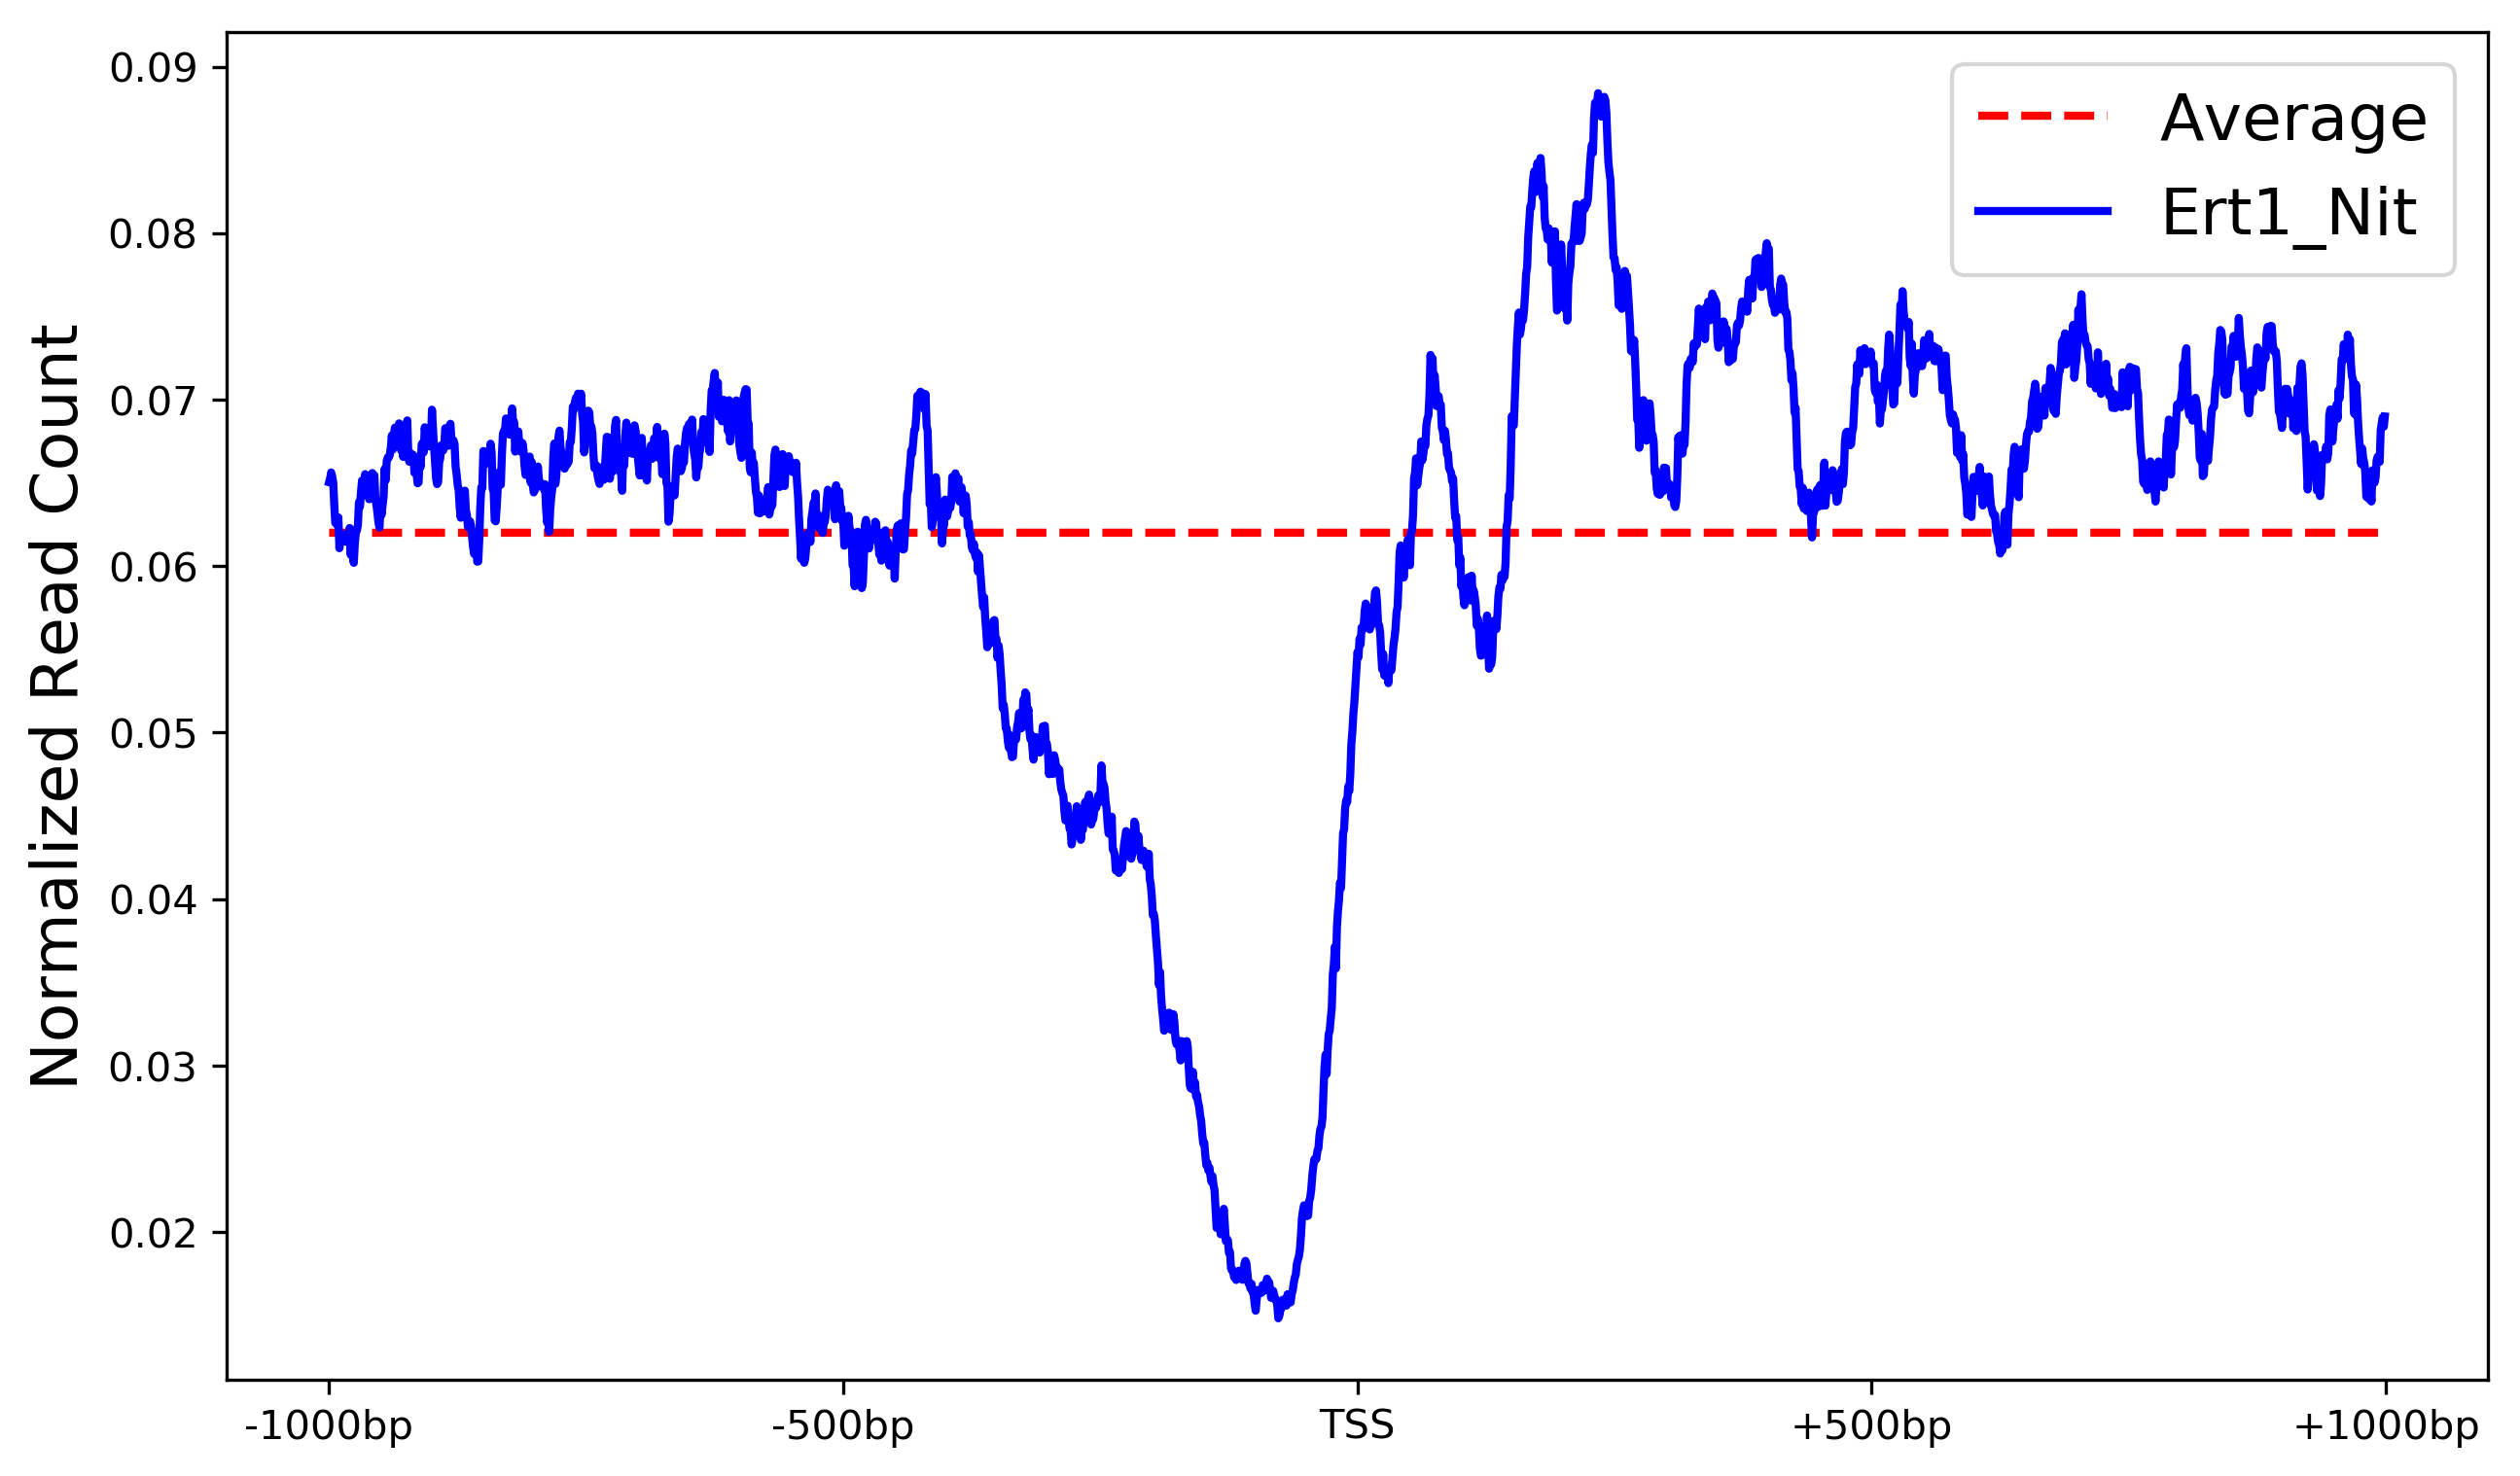 Normalized Read Count
0.09
0.08
0.07
0.06
0.05
0.04
0.03
0.02
-1000bp
-500bp
TSS
+500bp
+1000bp
Average
Ert1_Nit